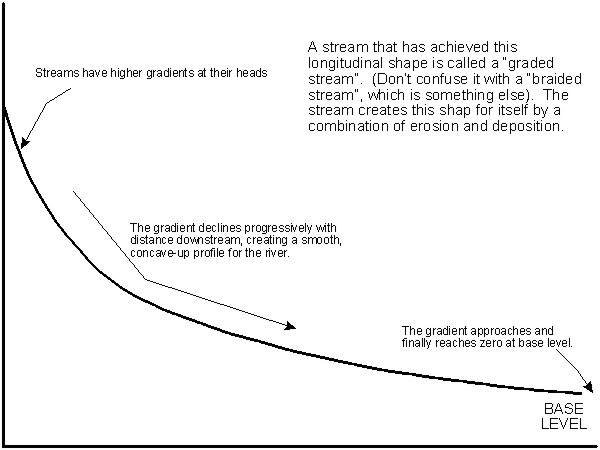 A stream that has achieved this
longitudinal shape is called a "graded
stream". (Don't confuse it with a "braided
stream", which is something else). The
stream creates this shap for itself by a
combination of erosion and deposition.
Streams have higher gradients at their heads
The gradient declines progressively with
distance downstream, creating a smooth,
concave-up profile for the river.
The gradient approaches and
finally reaches zero at base level.
BASE
LEVEL